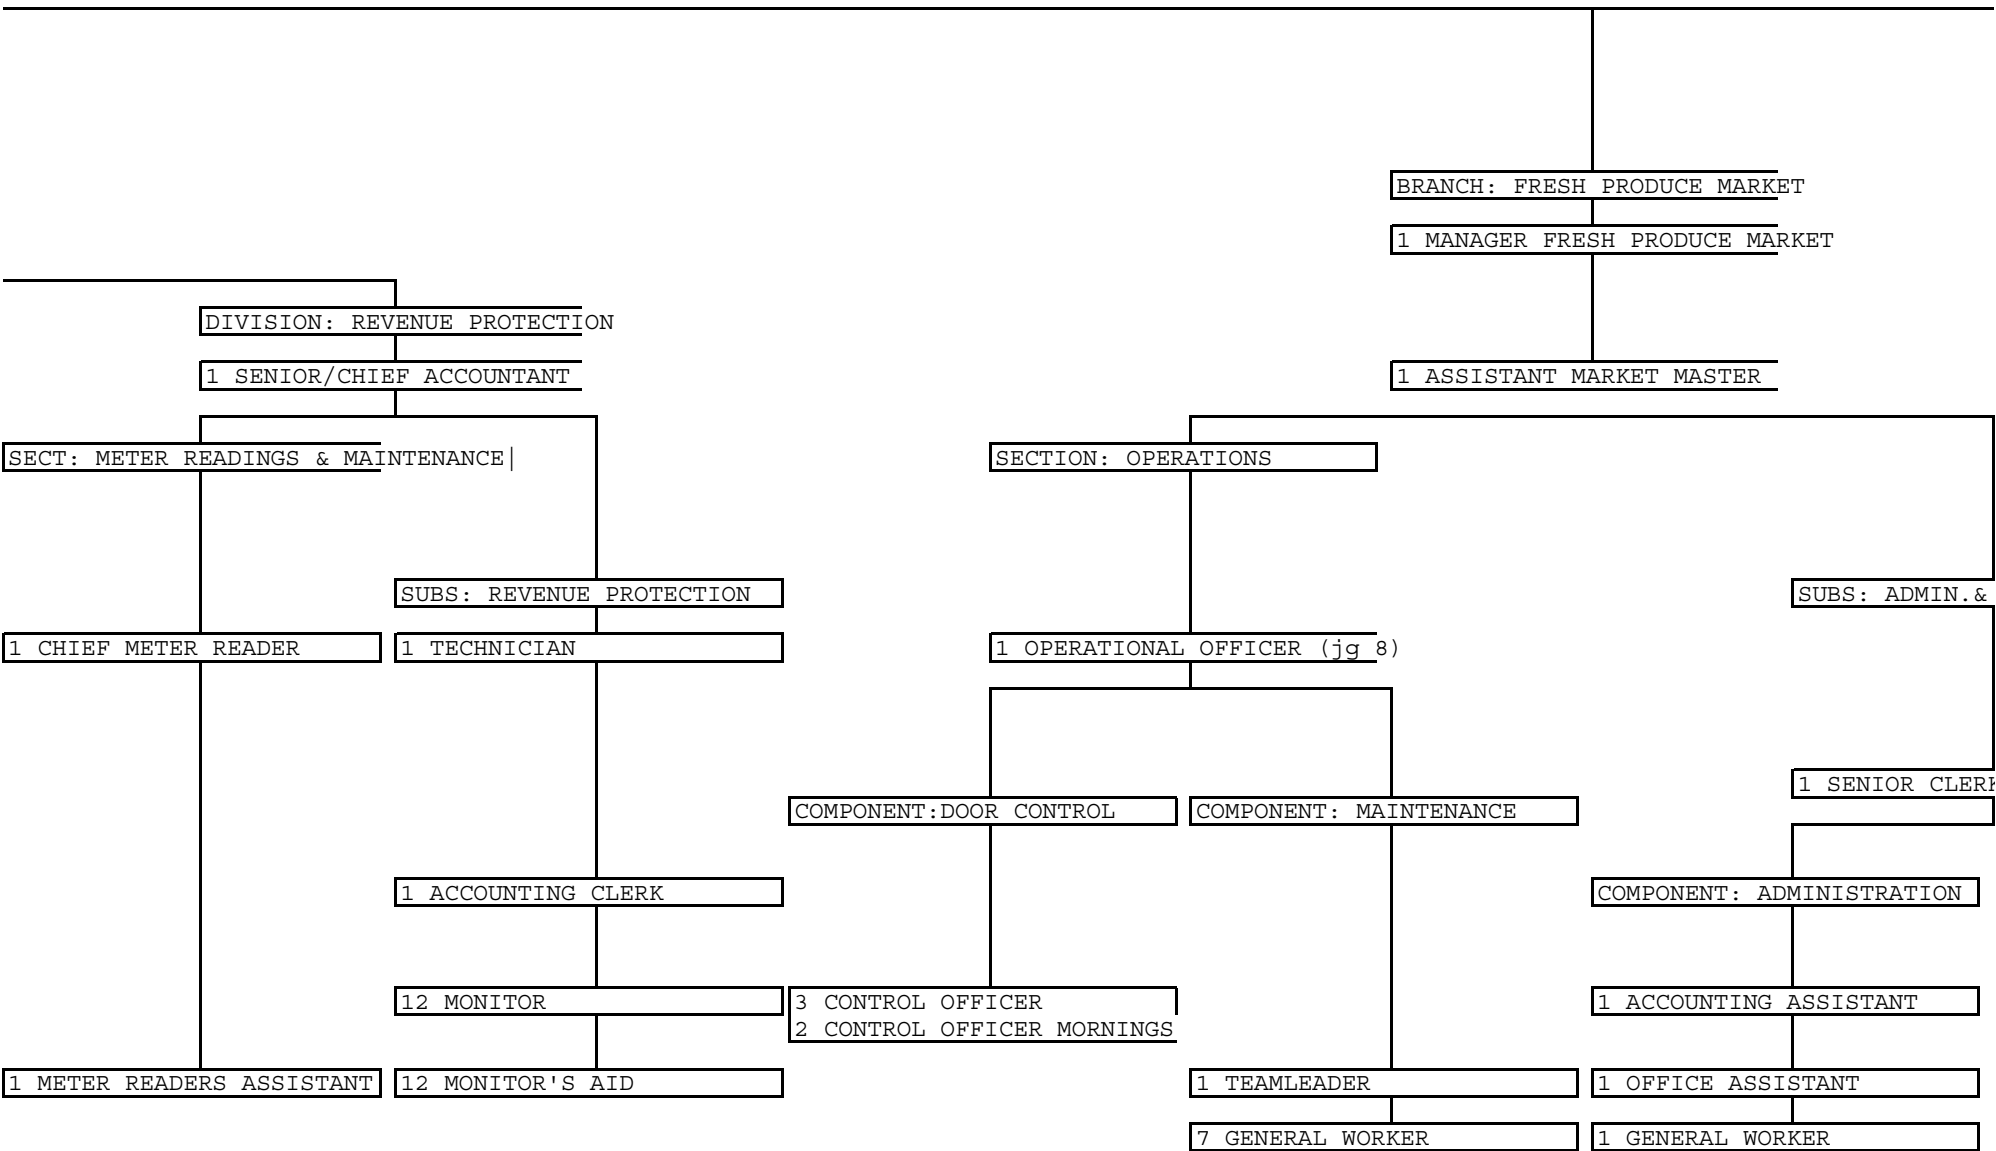 BRANCH: FRESH PRODUCE MARKET
1 MANAGER FRESH PRODUCE MARKET
DIVISION: REVENUE PROTECTION
1 SENIOR/CHIEF ACCOUNTANT
1 ASSISTANT MARKET MASTER
SECT: METER READINGS & MAINTENANCE|
SECTION: OPERATIONS
SUBS: REVENUE PROTECTION
SUBS: ADMIN.&
1 CHIEF METER READER
1 TECHNICIAN
1 OPERATIONAL OFFICER (jg 8)
1 SENIOR CLERK
COMPONENT:DOOR CONTROL
COMPONENT: MAINTENANCE
1 ACCOUNTING CLERK
COMPONENT: ADMINISTRATION
12 MONITOR
3 CONTROL OFFICER
1 ACCOUNTING ASSISTANT
2 CONTROL OFFICER MORNINGS
1 METER READERS ASSISTANT
12 MONITOR'S AID
1 TEAMLEADER
1 OFFICE ASSISTANT
7 GENERAL WORKER
1 GENERAL WORKER